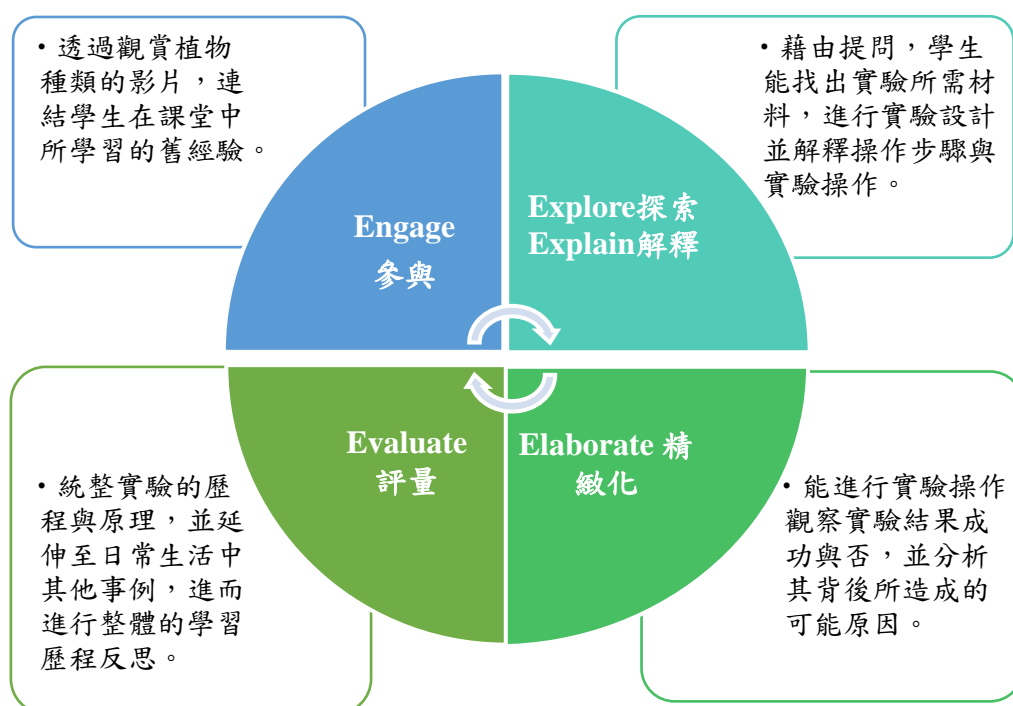 •透過觀賞植物
種類的影片，連
結學生在課堂中
所學習的舊經驗。
•藉由提問，學生
能找出實驗所需材
料，進行實驗設計
並解釋操作步驟與
實驗操作。
Engage
參與
Explore探索
Explain解釋
Evaluate
評量
Elaborate 精
緻化
•統整實驗的歷
程與原理，並延
伸至日常生活中
其他事例，進而
進行整體的學習
歷程反思。
•能進行實驗操作
觀察實驗結果成
功與否，並分析
其背後所造成的
可能原因。